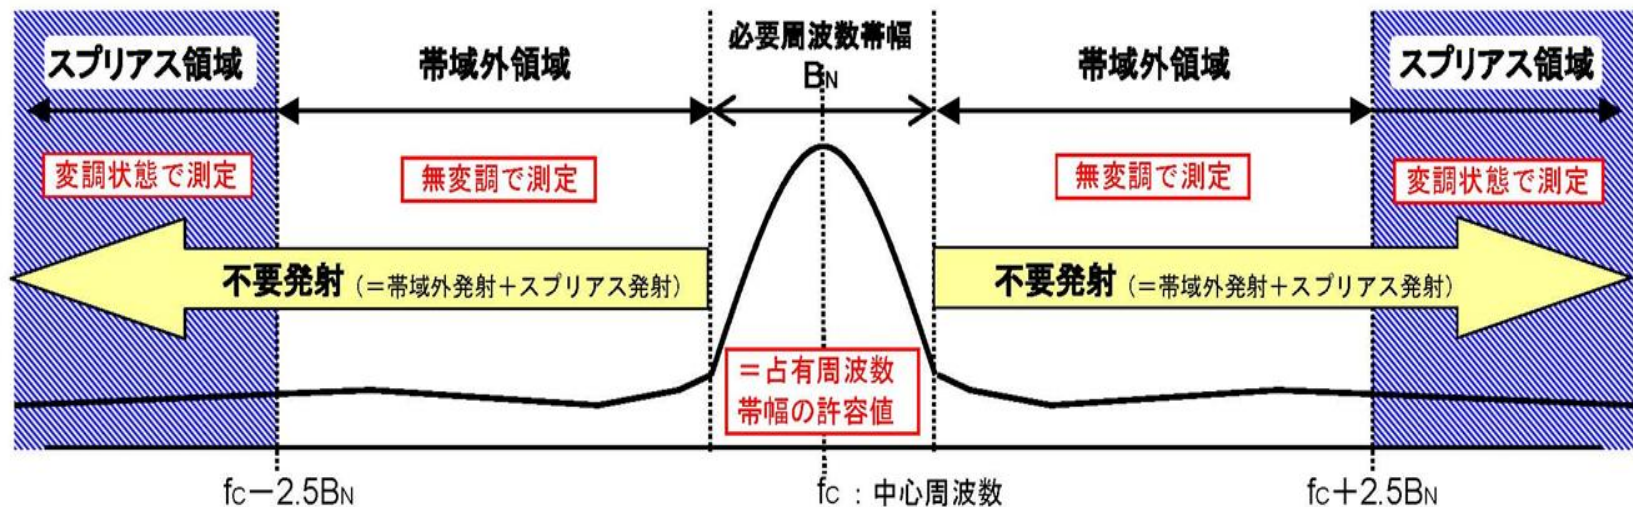 スプリアス領域
帯域外領域
必要周波数帯幅
BN
帯域外領域
スプリアス領域
変調状態で測定
無変調で測定
無変調で測定
変調状態で測定
不要発射(=帯域外発射+スプリアス発射)
不要発射(=帯域外発射+スプリアス発射)
=占有周波数
帯幅の許容値
fC-2.5BN
fC:中心周波数
fC+2.5BN